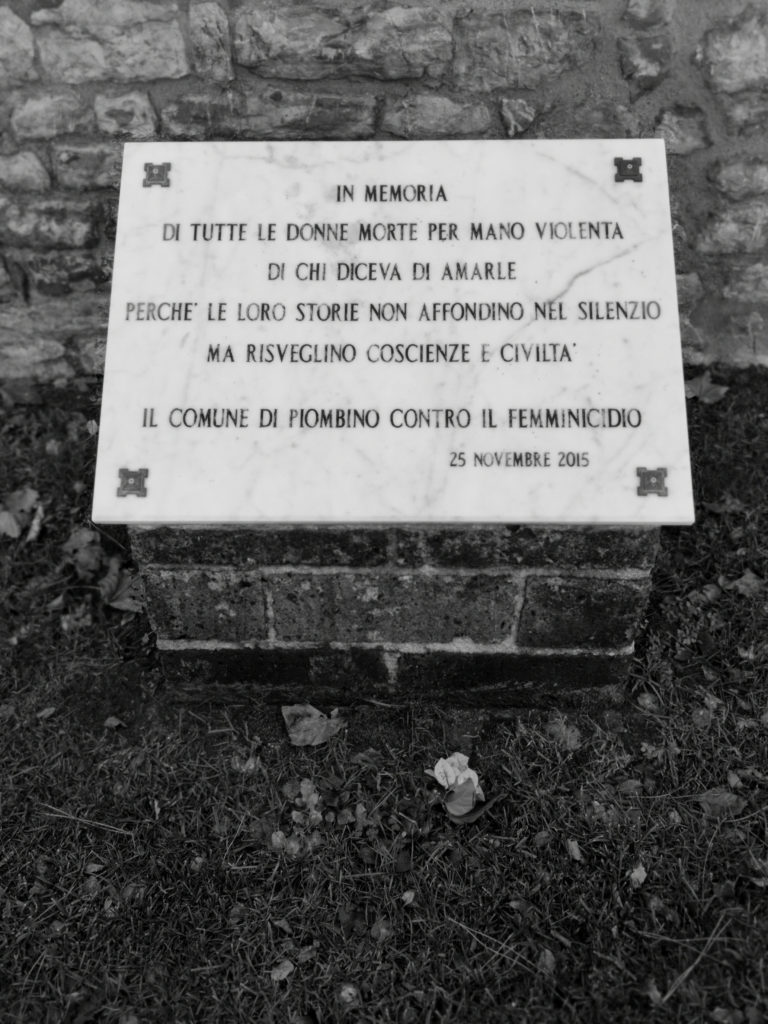 IN MEMORIA
DI TUTTE LE DONNE MORTE PER MANO VIOLENTA
DI CHI DICEVA DI AMARLE
PERCHE' LE LORO STORIE NON AFFONDINO NEL SILENZIO
MA RISVEGLINO COSCIENZE E CIVILTA'
IL COMUNE DI PIOMBINO CONTRO IL FEMMINICIDIO
25 NOVEMBRE 2015